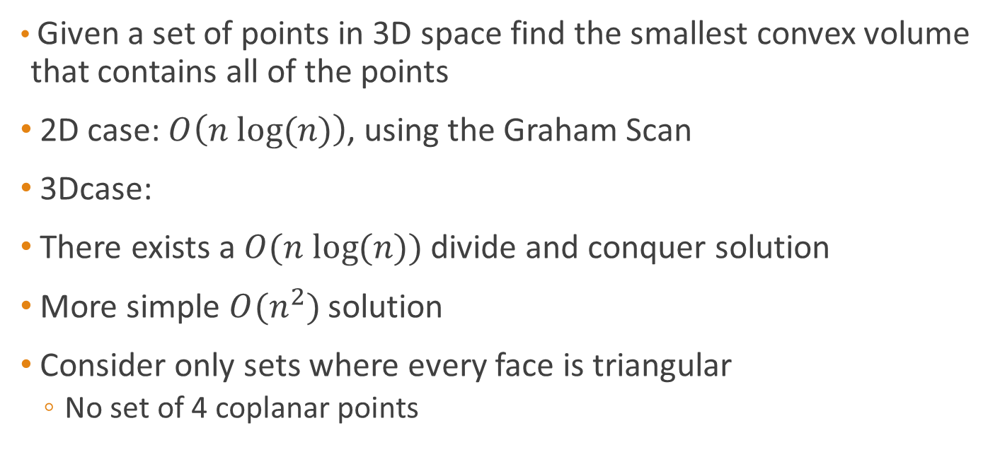 • Given a set of points in 3D space find the smallest convex volume
that contains all of the points
• 2D case: 𝑂(𝑛 log(𝑛)), using the Graham Scan
• 3Dcase:
• There exists a 𝑂(𝑛 log(𝑛)) divide and conquer solution
• More simple 𝑂(𝑛²) solution
• Consider only sets where every face is triangular
◦ No set of 4 coplanar points